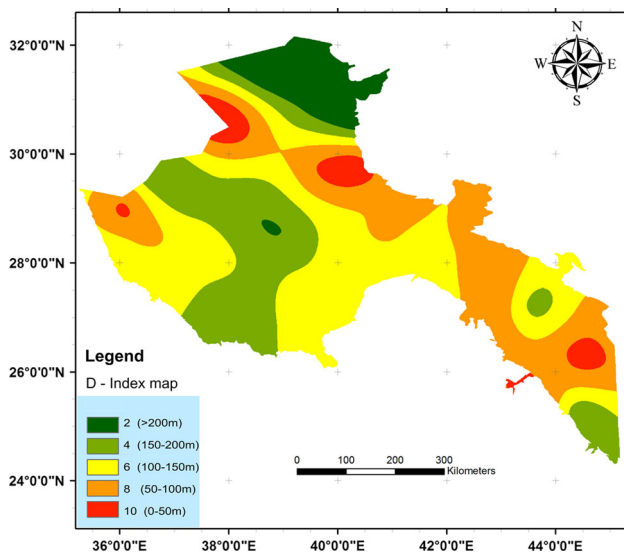 N
W E
S
32°0'0"N
30°0'0"N
28°0'0"N
26°0'0"N
24°0'0"N
Legend
D - Index map
2 (>200m)
4 (150-200m)
6 (100-150m)
8 (50-100m)
10 (0-50m)
0 100 200 300
Kilometers
36°0'0"E 38°0'0"E 40°0'0"E 42°0'0"E 44°0'0"E